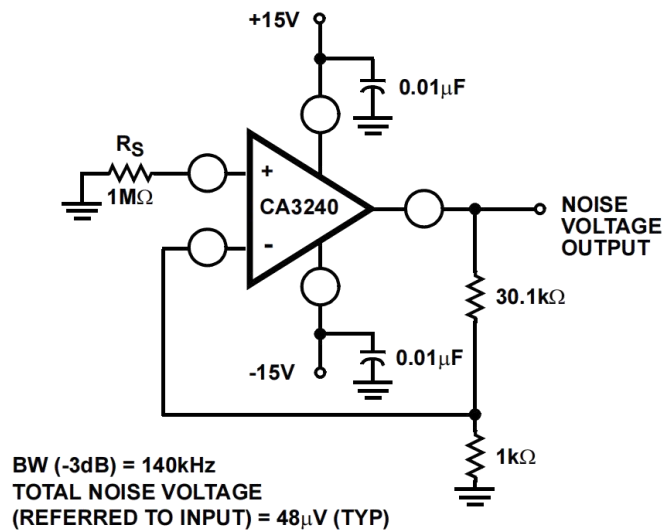 +15V
0.01μF
RS
1MΩ
+
CA3240
-
NOISE
VOLTAGE
OUTPUT
30.1kΩ
0.01μF
-15V
1kΩ
BW (-3dB) = 140kHz
TOTAL NOISE VOLTAGE
(REFERRED TO INPUT) = 48μV (TYP)